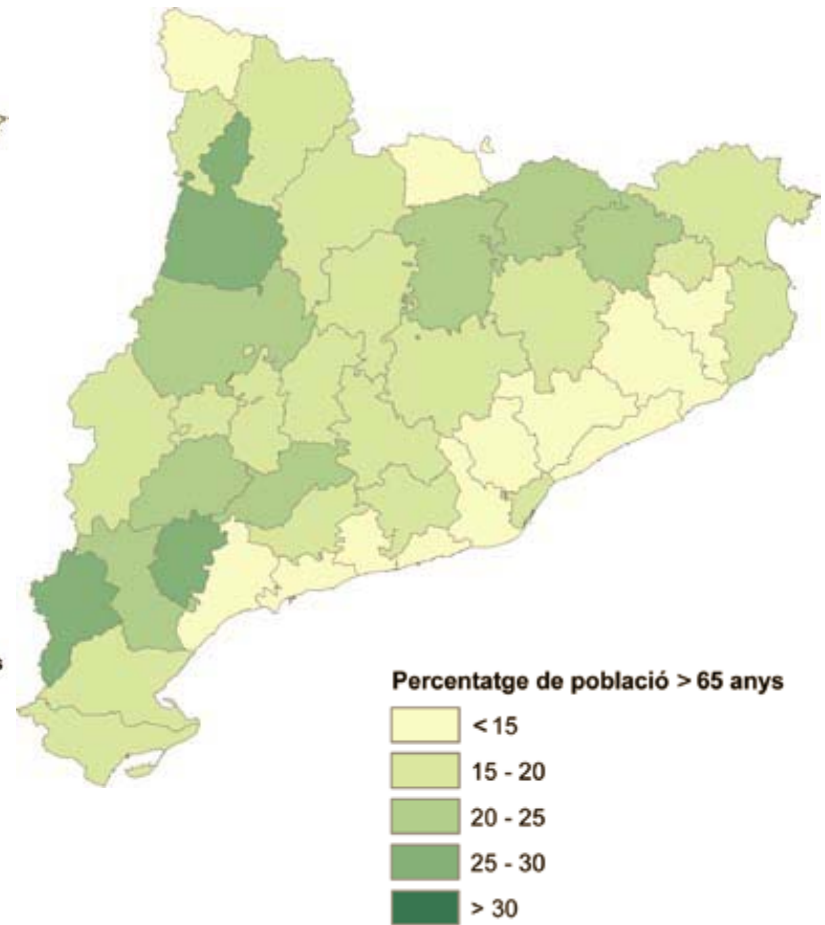 s
Percentatge de població > 65 anys
< 15
15 - 20
20 - 25
25 - 30
> 30